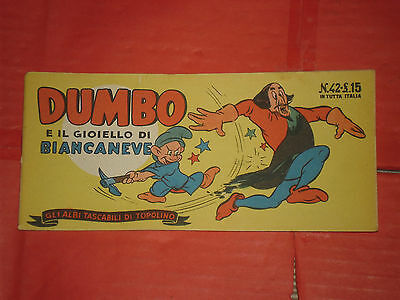 DUMBO
E IL GIOIELLO DI
BIANCANEVE
N.42-£.15
IN TUTTA ITALIA
GLI ALBI TASCABILI DI TOPOLINO